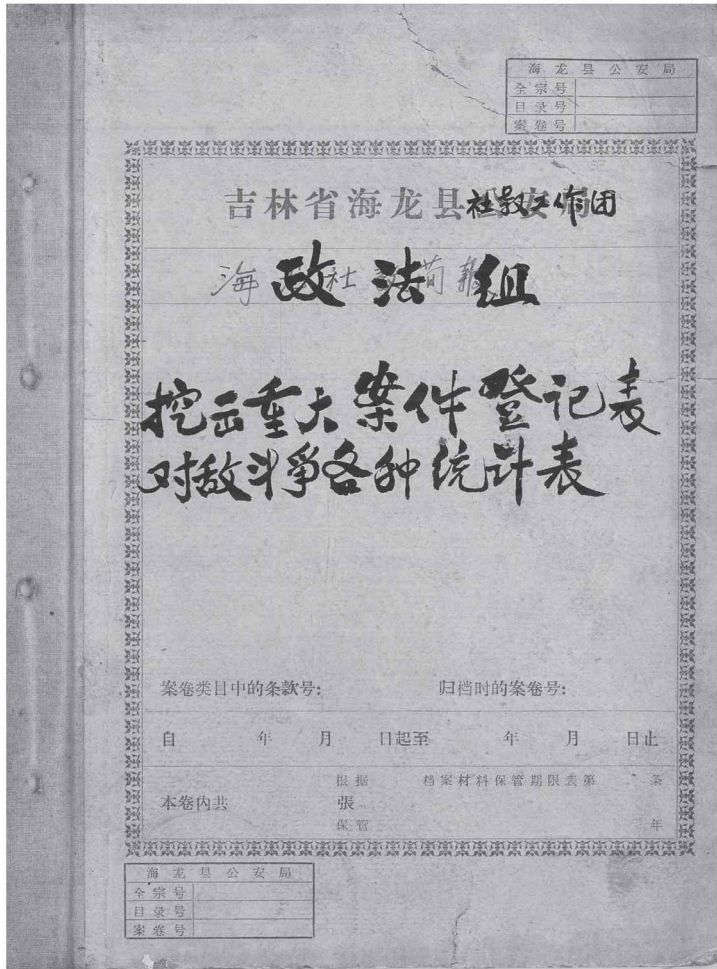 海龙县公安局
全宗号
目录号
案卷号
吉林省海龙县社教工作团
政法组
挖出重大案件登记表
对敌斗争各种统计表
案卷类目中的条款号: 归档时的案卷号:
自 年 月 日起至 年 月 日止
根据 档案材料保管期限表第 条
本卷内共 張
保管 年
海龙县公安局
全宗号
目录号
案卷号